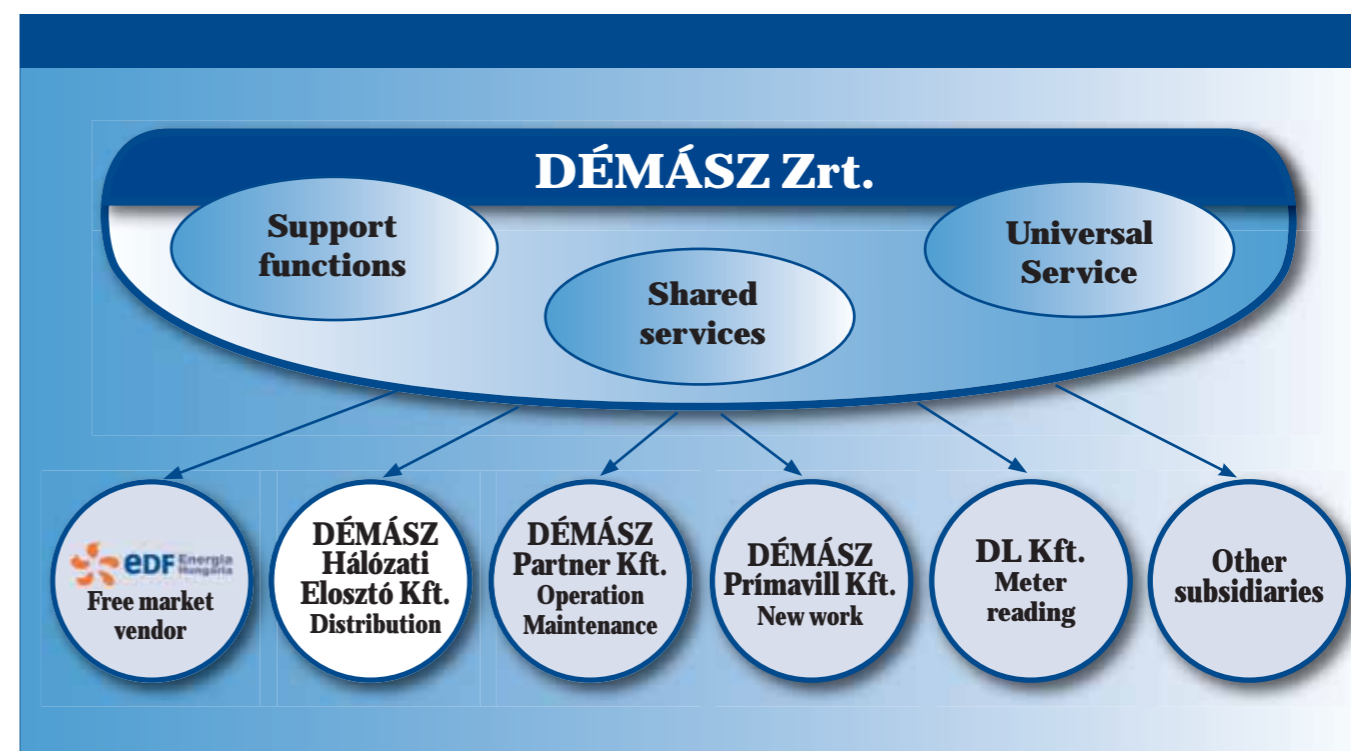 DÉMÁSZ Zrt.
Support
functions
Shared
services
Universal
Service
eDF Energia
Hungária
Free market
vendor
DÉMÁSZ
Hálózati
Elosztó Kft.
Distribution
DÉMÁSZ
Partner Kft.
Operation
Maintenance
DÉMÁSZ
Prímavill Kft.
New work
DL Kft.
Meter
reading
Other
subsidiaries